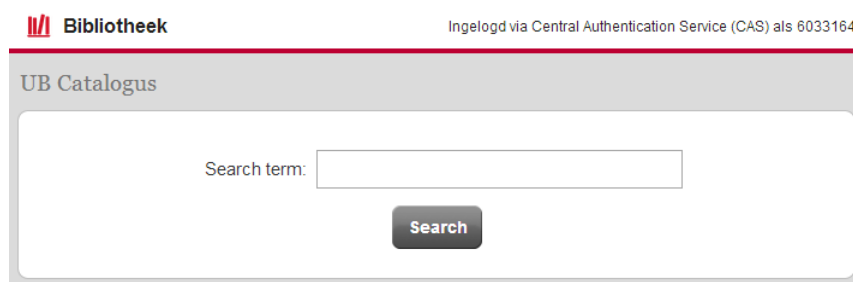 Bibliotheek
Ingelogd via Central Authentication Service (CAS) als 6033164
UB Catalogus
Search term:
Search